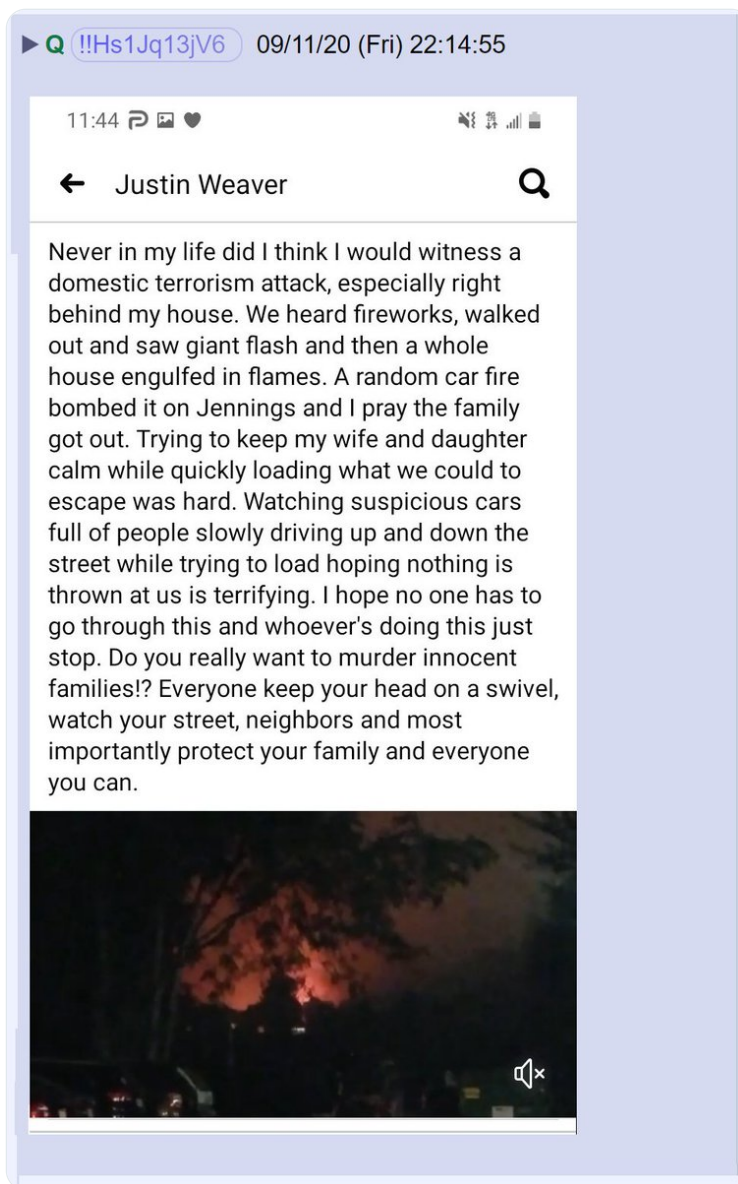 Q !!Hs1Jq13jV6 09/11/20 (Fri) 22:14:55
11:44
Justin Weaver
Never in my life did I think I would witness a
domestic terrorism attack, especially right
behind my house. We heard fireworks, walked
out and saw giant flash and then a whole
house engulfed in flames. A random car fire
bombed it on Jennings and I pray the family
got out. Trying to keep my wife and daughter
calm while quickly loading what we could to
escape was hard. Watching suspicious cars
full of people slowly driving up and down the
street while trying to load hoping nothing is
thrown at us is terrifying. I hope no one has to
go through this and whoever's doing this just
stop. Do you really want to murder innocent
families!? Everyone keep your head on a swivel,
watch your street, neighbors and most
importantly protect your family and everyone
you can.